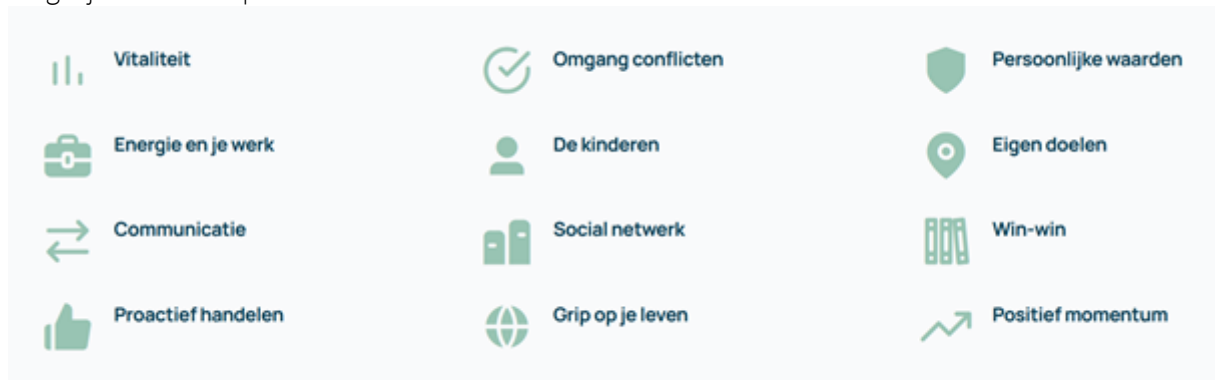 Vitaliteit
Omgang conflicten
Persoonlijke waarden
Energie en je werk
De kinderen
Eigen doelen
Communicatie
Social netwerk
Win-win
Proactief handelen
Grip op je leven
Positief momentum